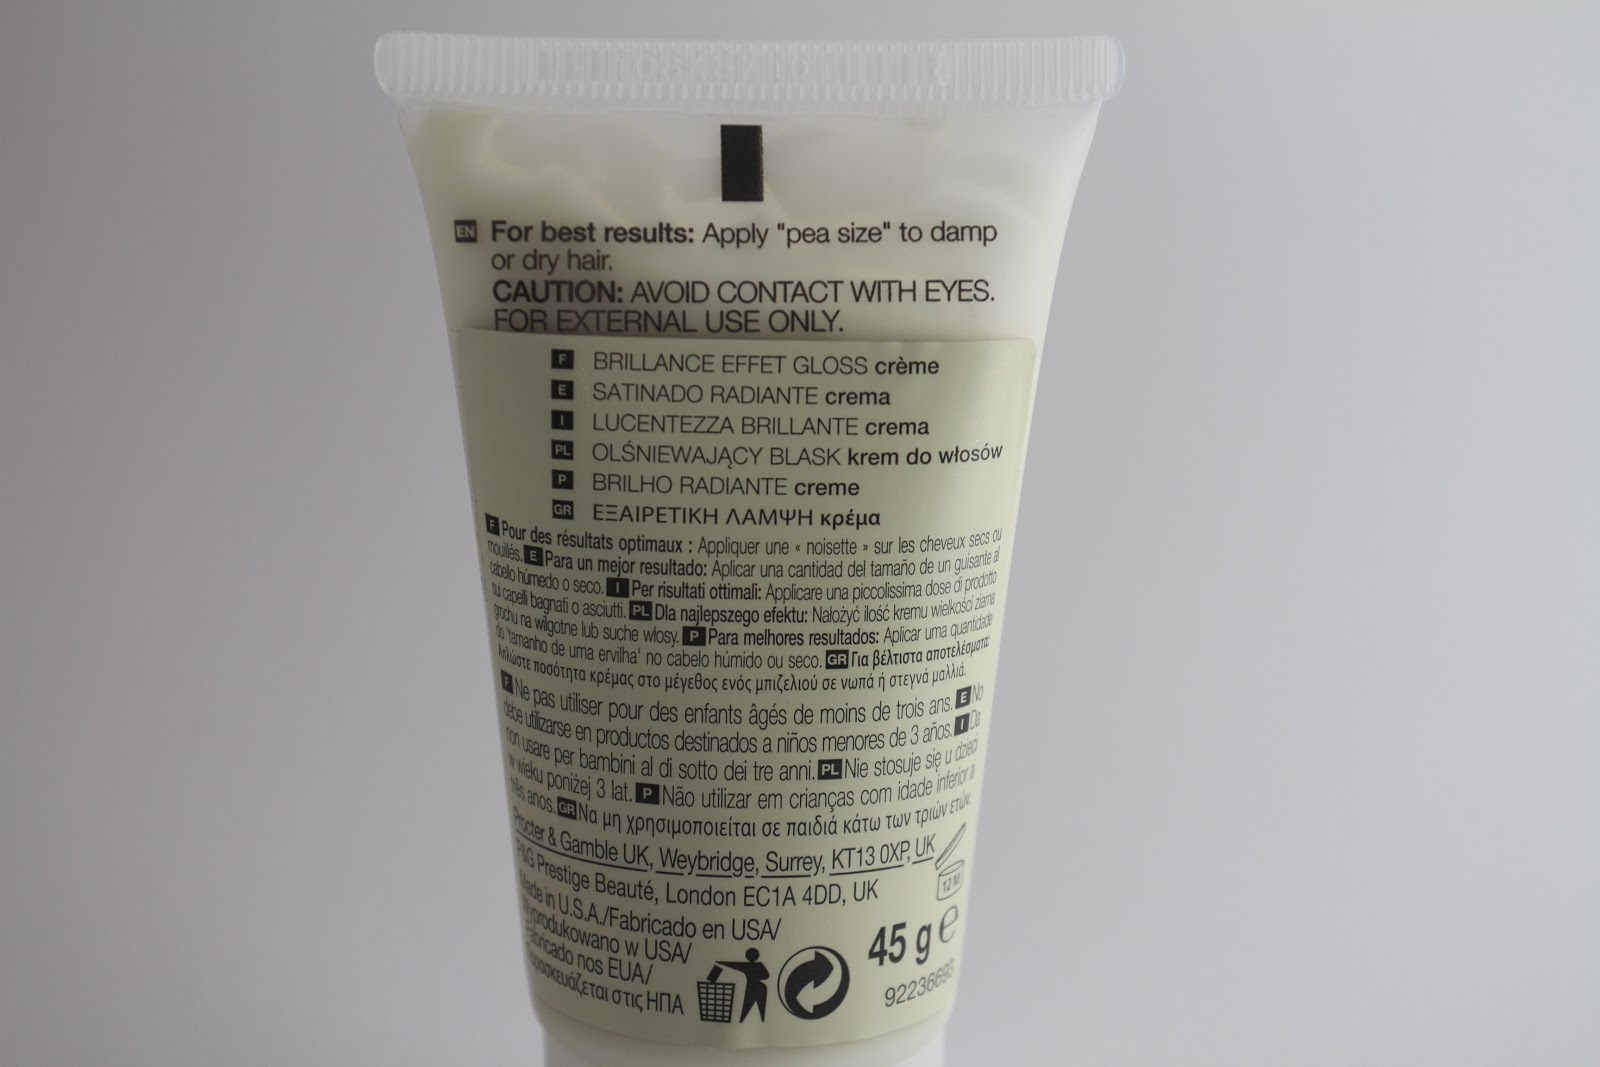 EN For best results: Apply "pea size" to damp
or dry hair.
CAUTION: AVOID CONTACT WITH EYES.
FOR EXTERNAL USE ONLY.
F BRILLANCE EFFET GLOSS crème
E SATINADO RADIANTE crema
I LUCENTEZZA BRILLANTE crema
PL OLŚNIEWAJĄCY BLASK krem do włosów
P BRILHO RADIANTE creme
GR ΕΞΑΙΡΕΤΙΚΗ ΛΑΜΨΗ κρέμα
F Pour des résultats optimaux : Appliquer une « noisette » sur les cheveux secs ou
mouillés. E Para un mejor resultado: Aplicar una cantidad del tamaño de un guisante al
cabello húmedo o seco. I Per risultati ottimali: Applicare una piccolissima dose di prodotto
sui capelli bagnati o asciutti. PL Dla najlepszego efektu: Nałożyć ilość kremu wielkości ziarna
grochu na wilgotne lub suche włosy. P Para melhores resultados: Aplicar uma quantidade
do 'tamanho de uma ervilha' no cabelo húmido ou seco. GR Για βέλτιστα αποτελέσματα:
Απλώστε ποσότητα κρέμας στο μέγεθος ενός μπιζελιού σε νωπά ή στεγνά μαλλιά.
F Ne pas utiliser pour des enfants âgés de moins de trois ans. E No
debe utilizarse en productos destinados a niños menores de 3 años. I Da
non usare per bambini al di sotto dei tre anni. PL Nie stosuje się u dzieci
w wieku poniżej 3 lat. P Não utilizar em crianças com idade inferior a
três anos. GR Να μη χρησιμοποιείται σε παιδιά κάτω των τριών ετών.
Procter & Gamble UK, Weybridge, Surrey, KT13 0XP, UK
P&G Prestige Beauté, London EC1A 4DD, UK
12 M
Made in U.S.A./Fabricado en USA/
Wyprodukowano w USA/
Fabricado nos EUA/
Παρασκευάζεται στις ΗΠΑ
45 g e
92236693